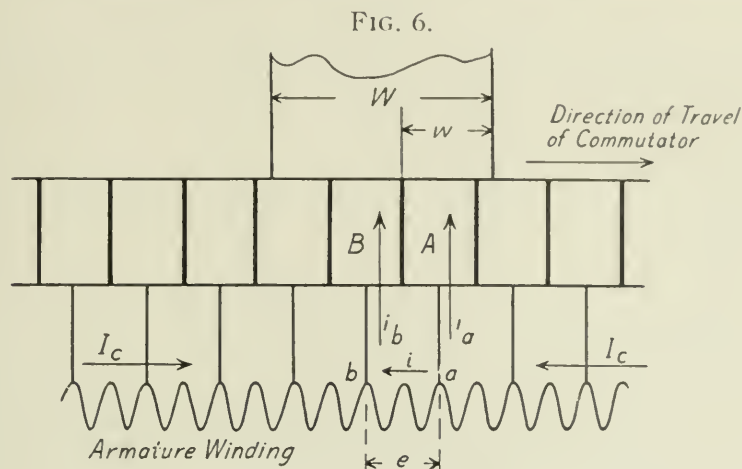 FIG. 6.
W
w
Direction of Travel
of Commutator
B
A
i_b
i_a
I_c
i
I_c
b
a
Armature Winding
e